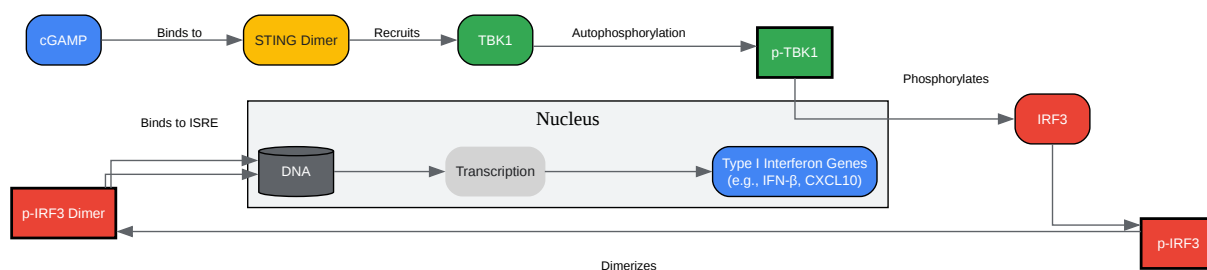 cGAMP
Binds to
STING Dimer
Recruits
TBK1
Autophosphorylation
p-TBK1
Phosphorylates
IRF3
Nucleus
Binds to ISRE
DNA
Transcription
Type I Interferon Genes
(e.g., IFN-β, CXCL10)
p-IRF3 Dimer
p-IRF3
Dimerizes